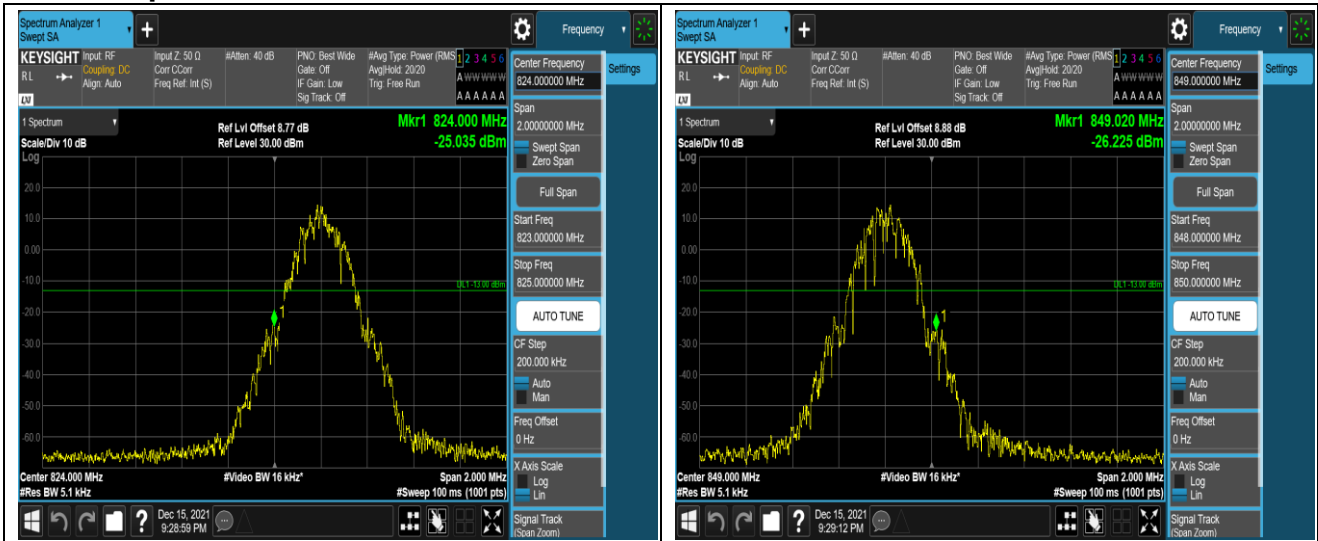 Spectrum Analyzer 1
Swept SA
+
Frequency
KEYSIGHT
RL
LXI
Input: RF
Coupling: DC
Align: Auto
Input Z: 50 Ω
Corr CCorr
Freq Ref: Int (S)
#Atten: 40 dB
PNO: Best Wide
Gate: Off
IF Gain: Low
Sig Track: Off
#Avg Type: Power (RMS
Avg|Hold: 20/20
Trig: Free Run
1 2 3 4 5 6
A W W W W W
A A A A A A
Center Frequency
824.000000 MHz
Settings
1 Spectrum
Scale/Div 10 dB
Log
Ref Lvl Offset 8.77 dB
Ref Level 30.00 dBm
Mkr1 824.000 MHz
-25.035 dBm
Span
2.00000000 MHz
Swept Span
Zero Span
Full Span
Start Freq
823.000000 MHz
Stop Freq
825.000000 MHz
AUTO TUNE
CF Step
200.000 kHz
Auto
Man
Freq Offset
0 Hz
X Axis Scale
Log
Lin
Signal Track
(Span Zoom)
20.0
10.0
0.00
-10.0
-20.0
-30.0
-40.0
-50.0
-60.0
DL1 -13.00 dBm
1
Center 824.000 MHz
#Res BW 5.1 kHz
#Video BW 16 kHz*
Span 2.000 MHz
#Sweep 100 ms (1001 pts)
?
Dec 15, 2021
9:28:59 PM
Spectrum Analyzer 1
Swept SA
+
Frequency
KEYSIGHT
RL
LXI
Input: RF
Coupling: DC
Align: Auto
Input Z: 50 Ω
Corr CCorr
Freq Ref: Int (S)
#Atten: 40 dB
PNO: Best Wide
Gate: Off
IF Gain: Low
Sig Track: Off
#Avg Type: Power (RMS
Avg|Hold: 20/20
Trig: Free Run
1 2 3 4 5 6
A W W W W W
A A A A A A
Center Frequency
849.000000 MHz
Settings
1 Spectrum
Scale/Div 10 dB
Log
Ref Lvl Offset 8.88 dB
Ref Level 30.00 dBm
Mkr1 849.020 MHz
-26.225 dBm
Span
2.00000000 MHz
Swept Span
Zero Span
Full Span
Start Freq
848.000000 MHz
Stop Freq
850.000000 MHz
AUTO TUNE
CF Step
200.000 kHz
Auto
Man
Freq Offset
0 Hz
X Axis Scale
Log
Lin
Signal Track
(Span Zoom)
20.0
10.0
0.00
-10.0
-20.0
-30.0
-40.0
-50.0
-60.0
DL1 -13.00 dBm
1
Center 849.000 MHz
#Res BW 5.1 kHz
#Video BW 16 kHz*
Span 2.000 MHz
#Sweep 100 ms (1001 pts)
?
Dec 15, 2021
9:29:12 PM